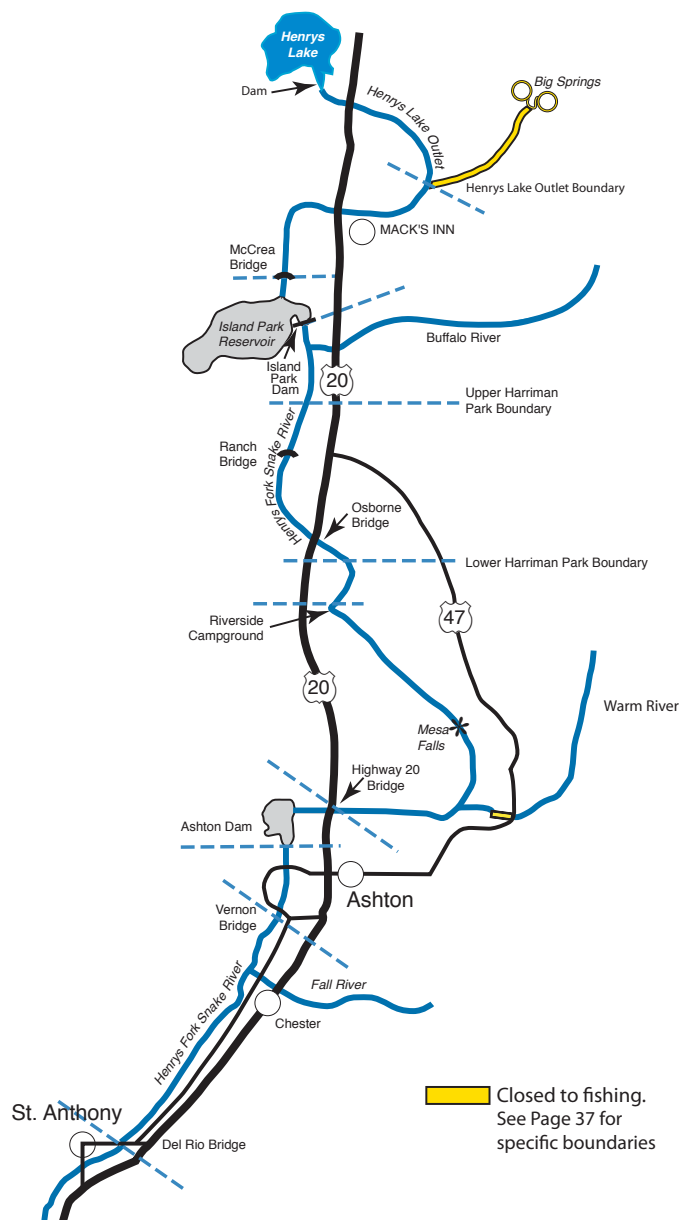 Henrys
Lake
Dam
Henrys Lake Outlet
Big Springs
Henrys Lake Outlet Boundary
MACK'S INN
McCrea
Bridge
Island Park
Reservoir
Buffalo River
Island
Park
Dam
20
Upper Harriman
Park Boundary
Henrys Fork Snake River
Ranch
Bridge
Osborne
Bridge
Lower Harriman Park Boundary
Riverside
Campground
47
20
Warm River
Mesa
Falls
Highway 20
Bridge
Ashton Dam
Ashton
Vernon
Bridge
Henrys Fork Snake River
Fall River
Chester
Closed to fishing.
See Page 37 for
specific boundaries
St. Anthony
Del Rio Bridge